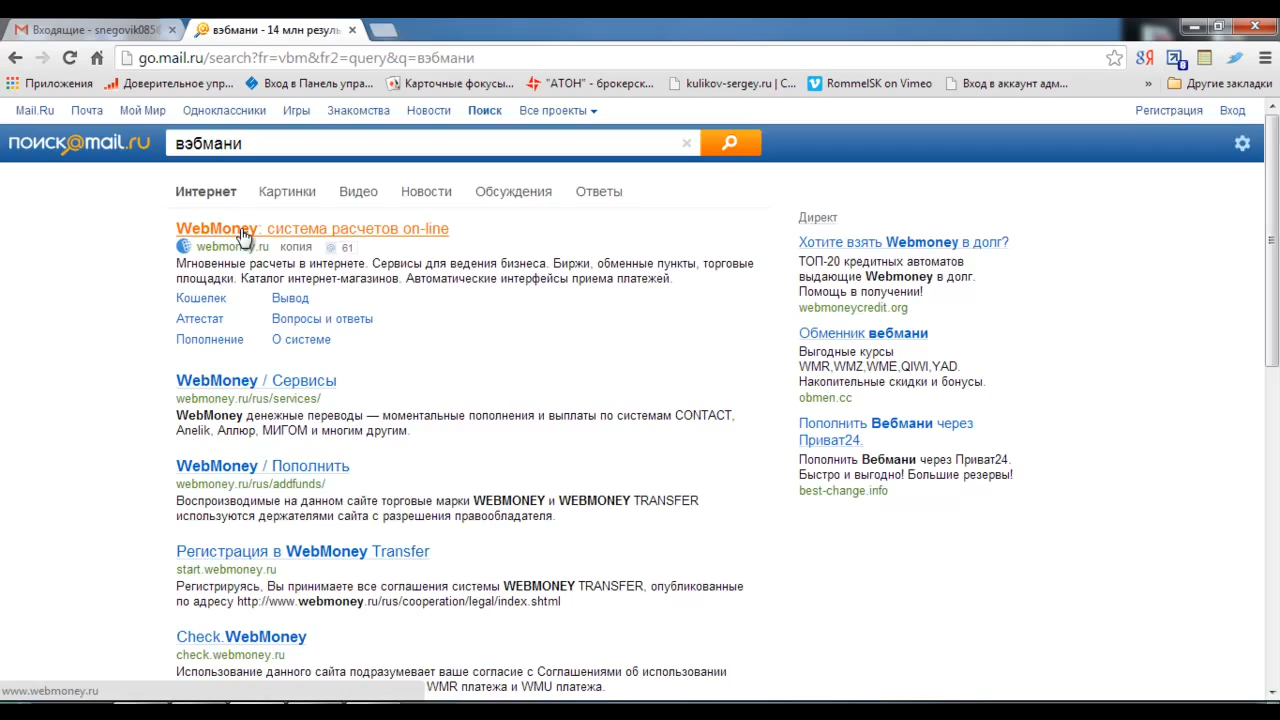 Входящие - snegovik085
вэбмани - 14 млн резуль
go.mail.ru/search?fr=vbm&fr2=query&q=вэбмани
Приложения Доверительное упр... Вход в Панель упра... Карточные фокусы... "АТОН" - брокерск... kulikov-sergey.ru | С... RommelSK on Vimeo Вход в аккаунт адм... » Другие закладки
Mail.Ru Почта Мой Мир Одноклассники Игры Знакомства Новости Поиск Все проекты Регистрация Вход
поиск@mail.ru вэбмани
Интернет Картинки Видео Новости Обсуждения Ответы
WebMoney: система расчетов on-line
webmoney.ru копия 61
Мгновенные расчеты в интернете. Сервисы для ведения бизнеса. Биржи, обменные пункты, торговые
площадки. Каталог интернет-магазинов. Автоматические интерфейсы приема платежей.
Кошелек Вывод
Аттестат Вопросы и ответы
Пополнение О системе
WebMoney / Сервисы
webmoney.ru/rus/services/
WebMoney денежные переводы — моментальные пополнения и выплаты по системам CONTACT,
Anelik, Аллюр, МИГОМ и многим другим.
WebMoney / Пополнить
webmoney.ru/rus/addfunds/
Воспроизводимые на данном сайте торговые марки WEBMONEY и WEBMONEY TRANSFER
используются держателями сайта с разрешения правообладателя.
Регистрация в WebMoney Transfer
start.webmoney.ru
Регистрируясь, Вы принимаете все соглашения системы WEBMONEY TRANSFER, опубликованные
по адресу http://www.webmoney.ru/rus/cooperation/legal/index.shtml
Check.WebMoney
check.webmoney.ru
Использование данного сайта подразумевает ваше согласие с Соглашениями об использовании
WMR платежа и WMU платежа.
Директ
Хотите взять Webmoney в долг?
ТОП-20 кредитных автоматов
выдающие Webmoney в долг.
Помощь в получении!
webmoneycredit.org
Обменник вебмани
Выгодные курсы
WMR,WMZ,WME,QIWI,YAD.
Накопительные скидки и бонусы.
obmen.cc
Пополнить Вебмани через
Приват24.
Пополнить Вебмани через Приват24.
Быстро и выгодно! Большие резервы!
best-change.info
www.webmoney.ru